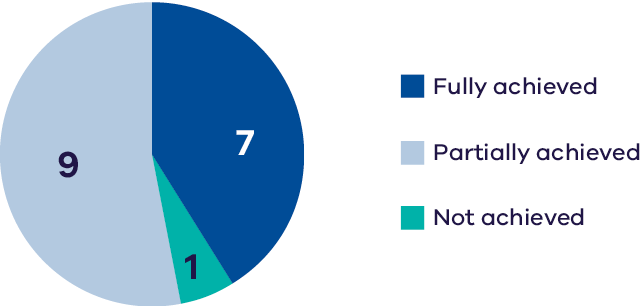 7
9
1
Fully achieved
Partially achieved
Not achieved